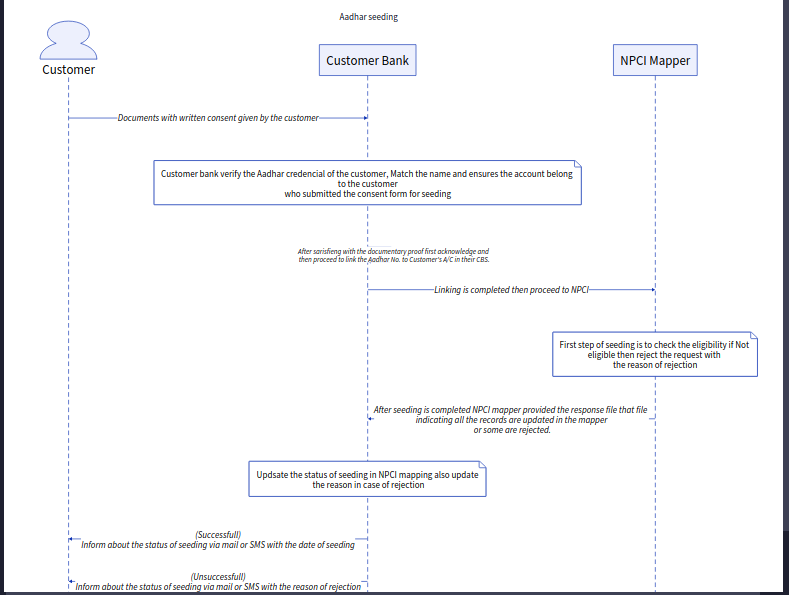 Aadhar seeding
Customer
Customer Bank
NPCI Mapper
Documents with written consent given by the customer
Customer bank verify the Aadhar credencial of the customer, Match the name and ensures the account belong
to the customer
who submitted the consent form for seeding
After sarisfieng with the documentary proof first acknowledge and
then proceed to link the Aadhar No. to Customer's A/C in their CBS.
Linking is completed then proceed to NPCI
First step of seeding is to check the eligibility if Not
eligible then reject the request with
the reason of rejection
After seeding is completed NPCI mapper provided the response file that file
indicating all the records are updated in the mapper
or some are rejected.
Updsate the status of seeding in NPCI mapping also update
the reason in case of rejection
(Successfull)
Inform about the status of seeding via mail or SMS with the date of seeding
(Unsuccessfull)
Inform about the status of seeding via mail or SMS with the reason of rejection